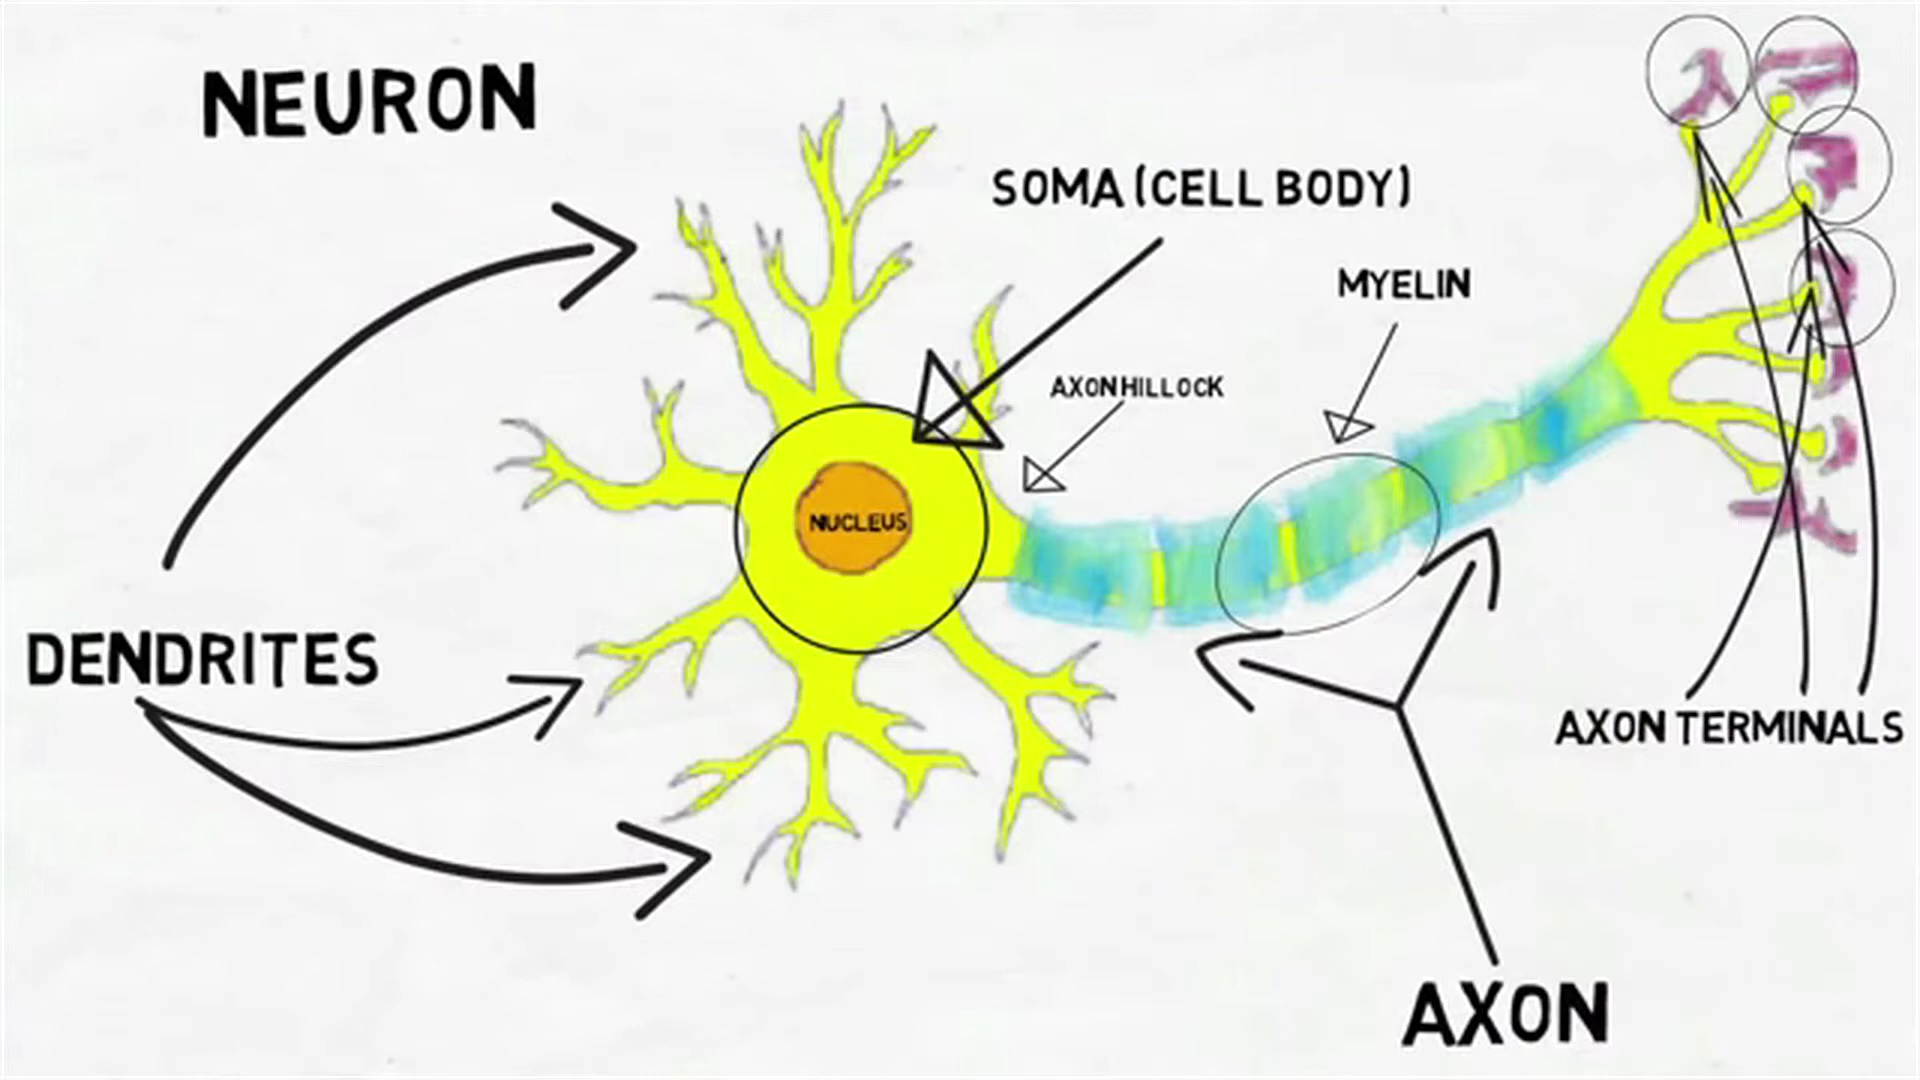 NEURON
SOMA (CELL BODY)
MYELIN
AXON HILLOCK
NUCLEUS
DENDRITES
AXON TERMINALS
AXON